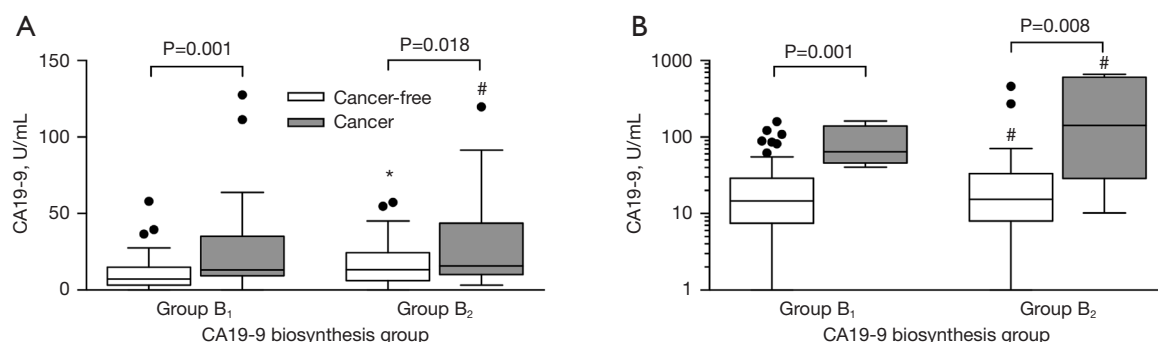 A
150
100
50
0
CA19-9, U/mL
P=0.001
P=0.018
#
*
Cancer-free
Cancer
Group B₁
Group B₂
CA19-9 biosynthesis group
B
1000
100
10
1
CA19-9, U/mL
P=0.001
P=0.008
#
#
Group B₁
Group B₂
CA19-9 biosynthesis group